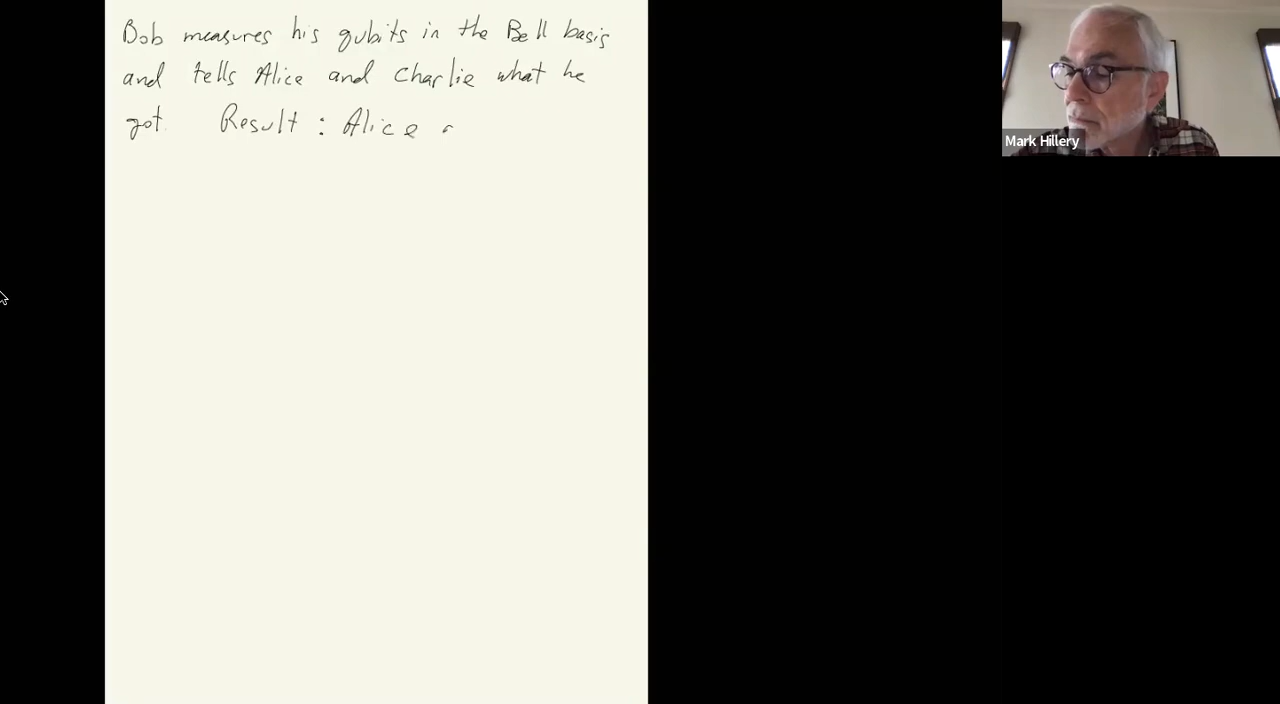 Bob measures his qubits in the Bell basis
and tells Alice and Charlie what he
got. Result : Alice a
Mark Hillery